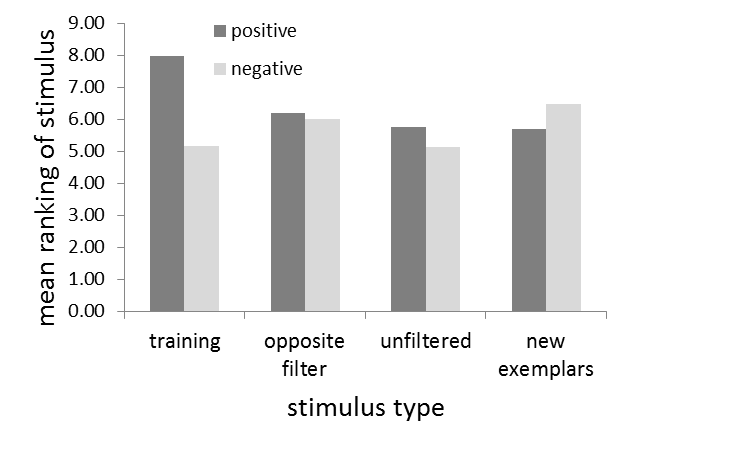 mean ranking of stimulus
9.00
8.00
7.00
6.00
5.00
4.00
3.00
2.00
1.00
0.00
positive
negative
training
opposite
filter
unfiltered
new
exemplars
stimulus type